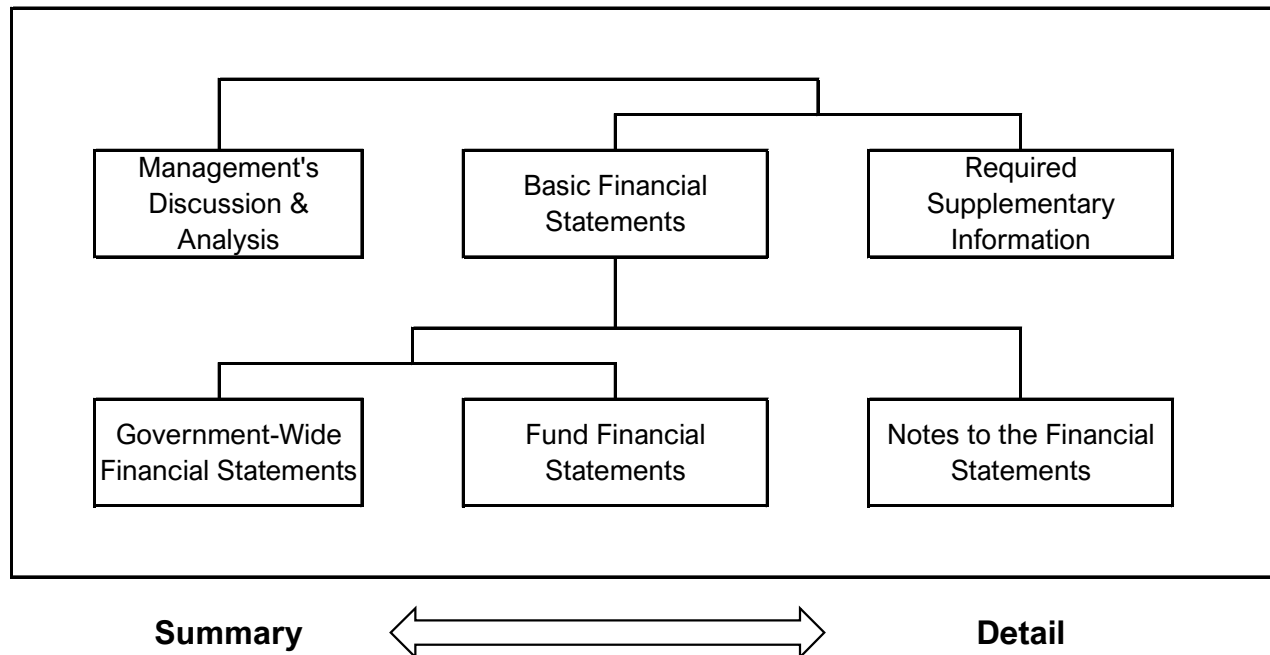 Management's
Discussion &
Analysis
Basic Financial
Statements
Required
Supplementary
Information
Government-Wide
Financial Statements
Fund Financial
Statements
Notes to the Financial
Statements
Summary
Detail